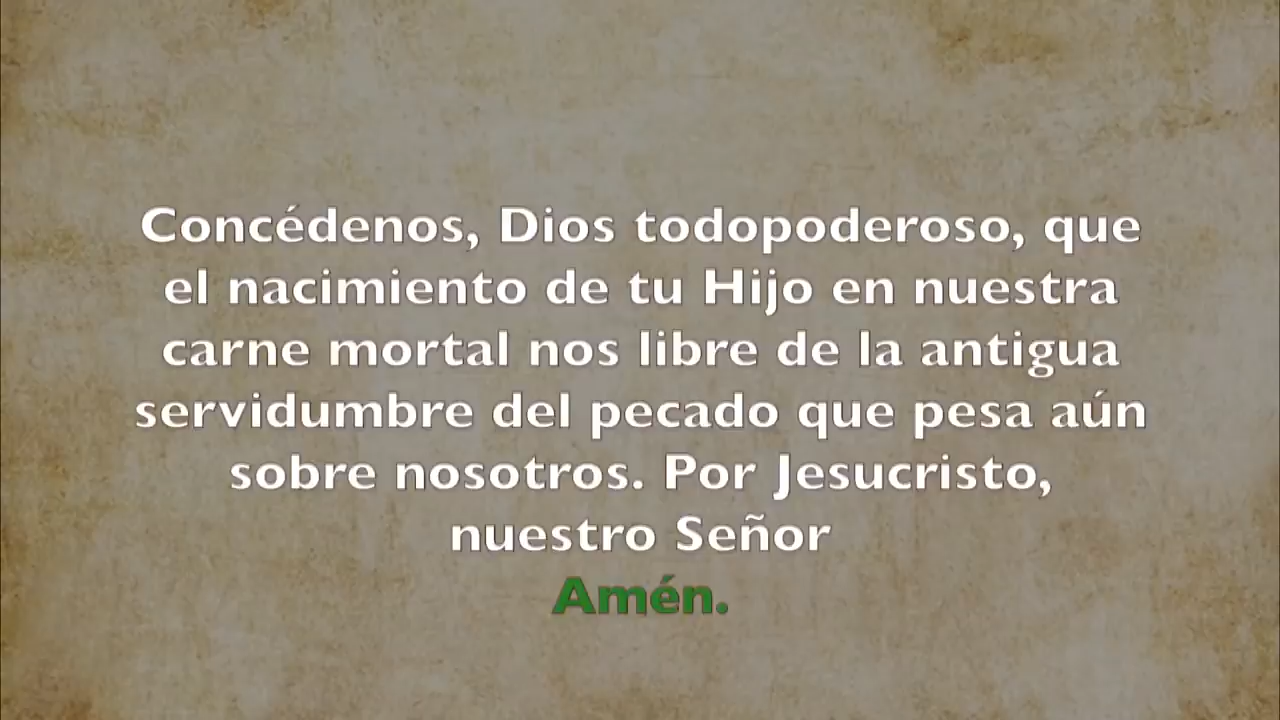 Concédenos, Dios todopoderoso, que
el nacimiento de tu Hijo en nuestra
carne mortal nos libre de la antigua
servidumbre del pecado que pesa aún
sobre nosotros. Por Jesucristo,
nuestro Señor
Amén.